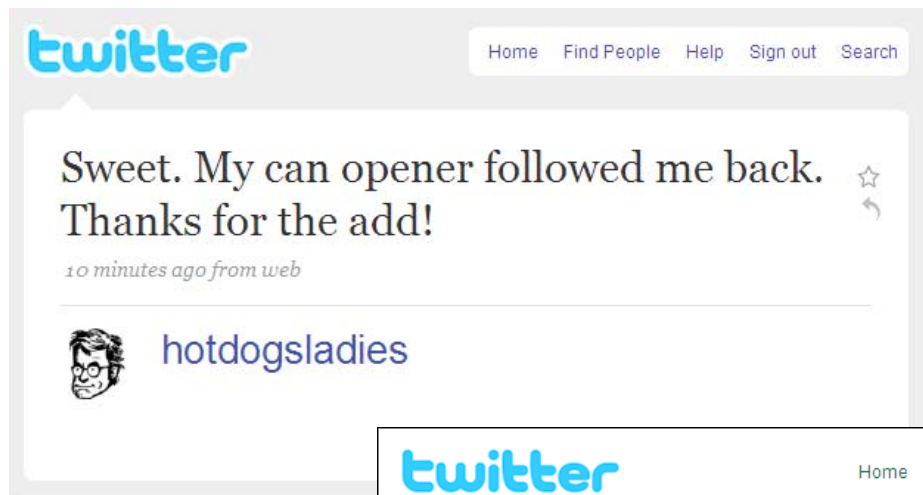 twitter
Home Find People Help Sign out Search
Sweet. My can opener followed me back.
Thanks for the add!
10 minutes ago from web
hotdogsladies
twitter
Home